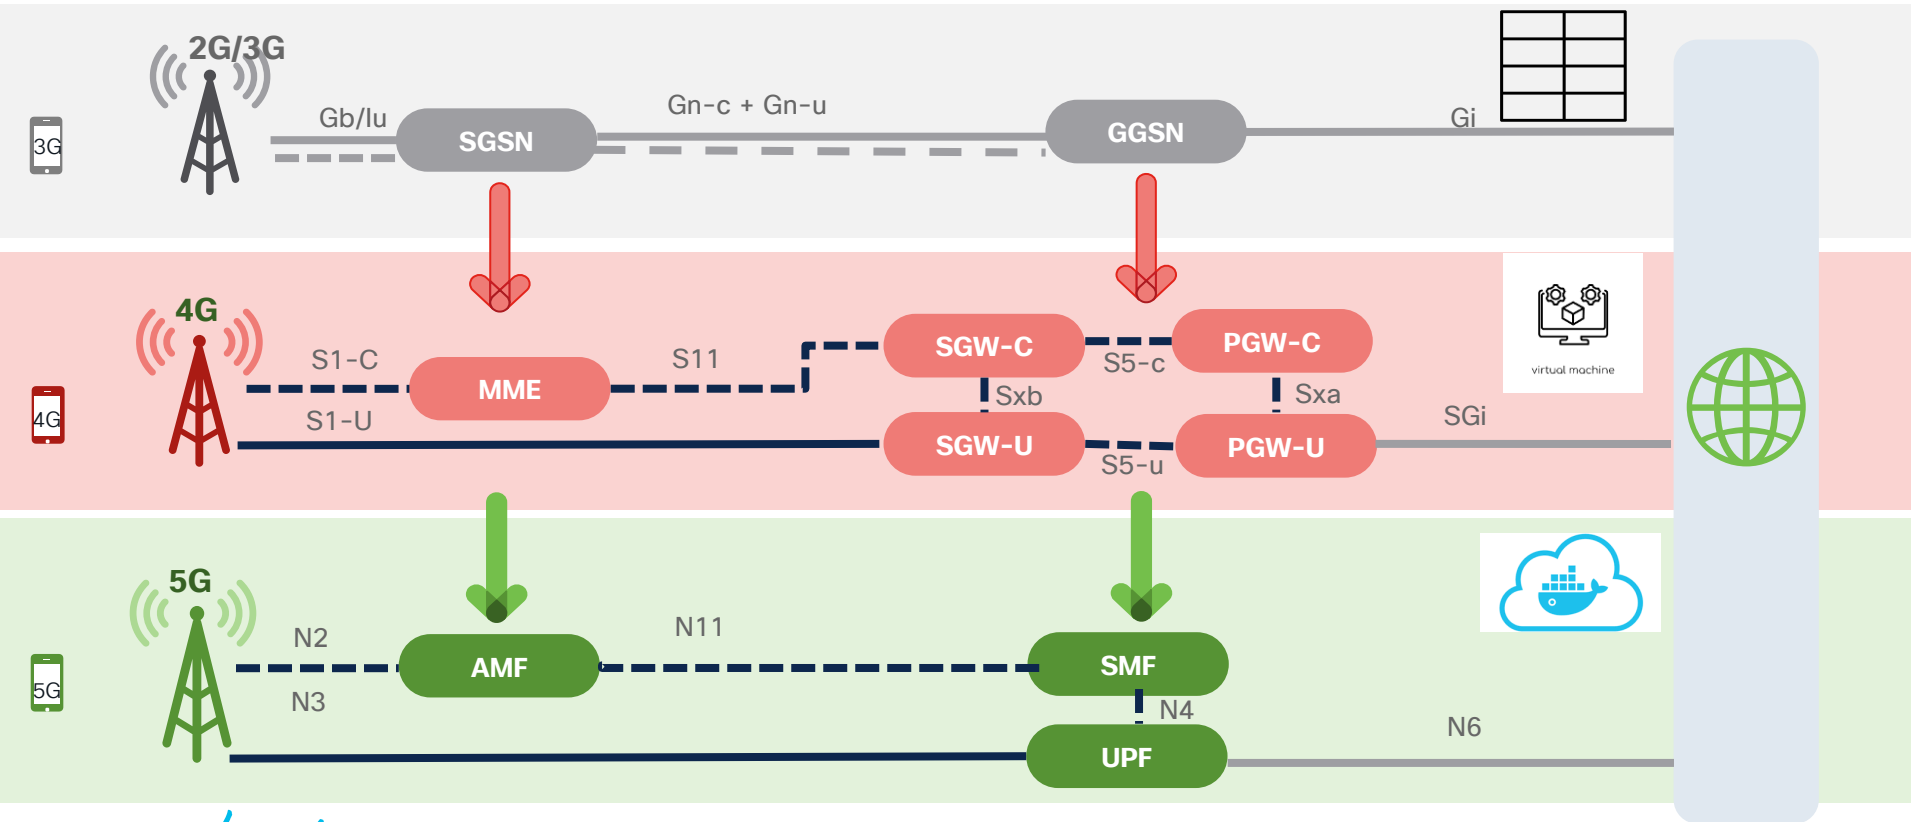 2G/3G
Gb/Iu
Gn-c + Gn-u
SGSN
GGSN
Gi
3G
4G
S1-C
S11
MME
SGW-C
S5-c
PGW-C
Sxb
Sxa
virtual machine
4G
S1-U
SGW-U
S5-u
PGW-U
SGi
5G
N2
N11
AMF
SMF
5G
N3
N4
UPF
N6